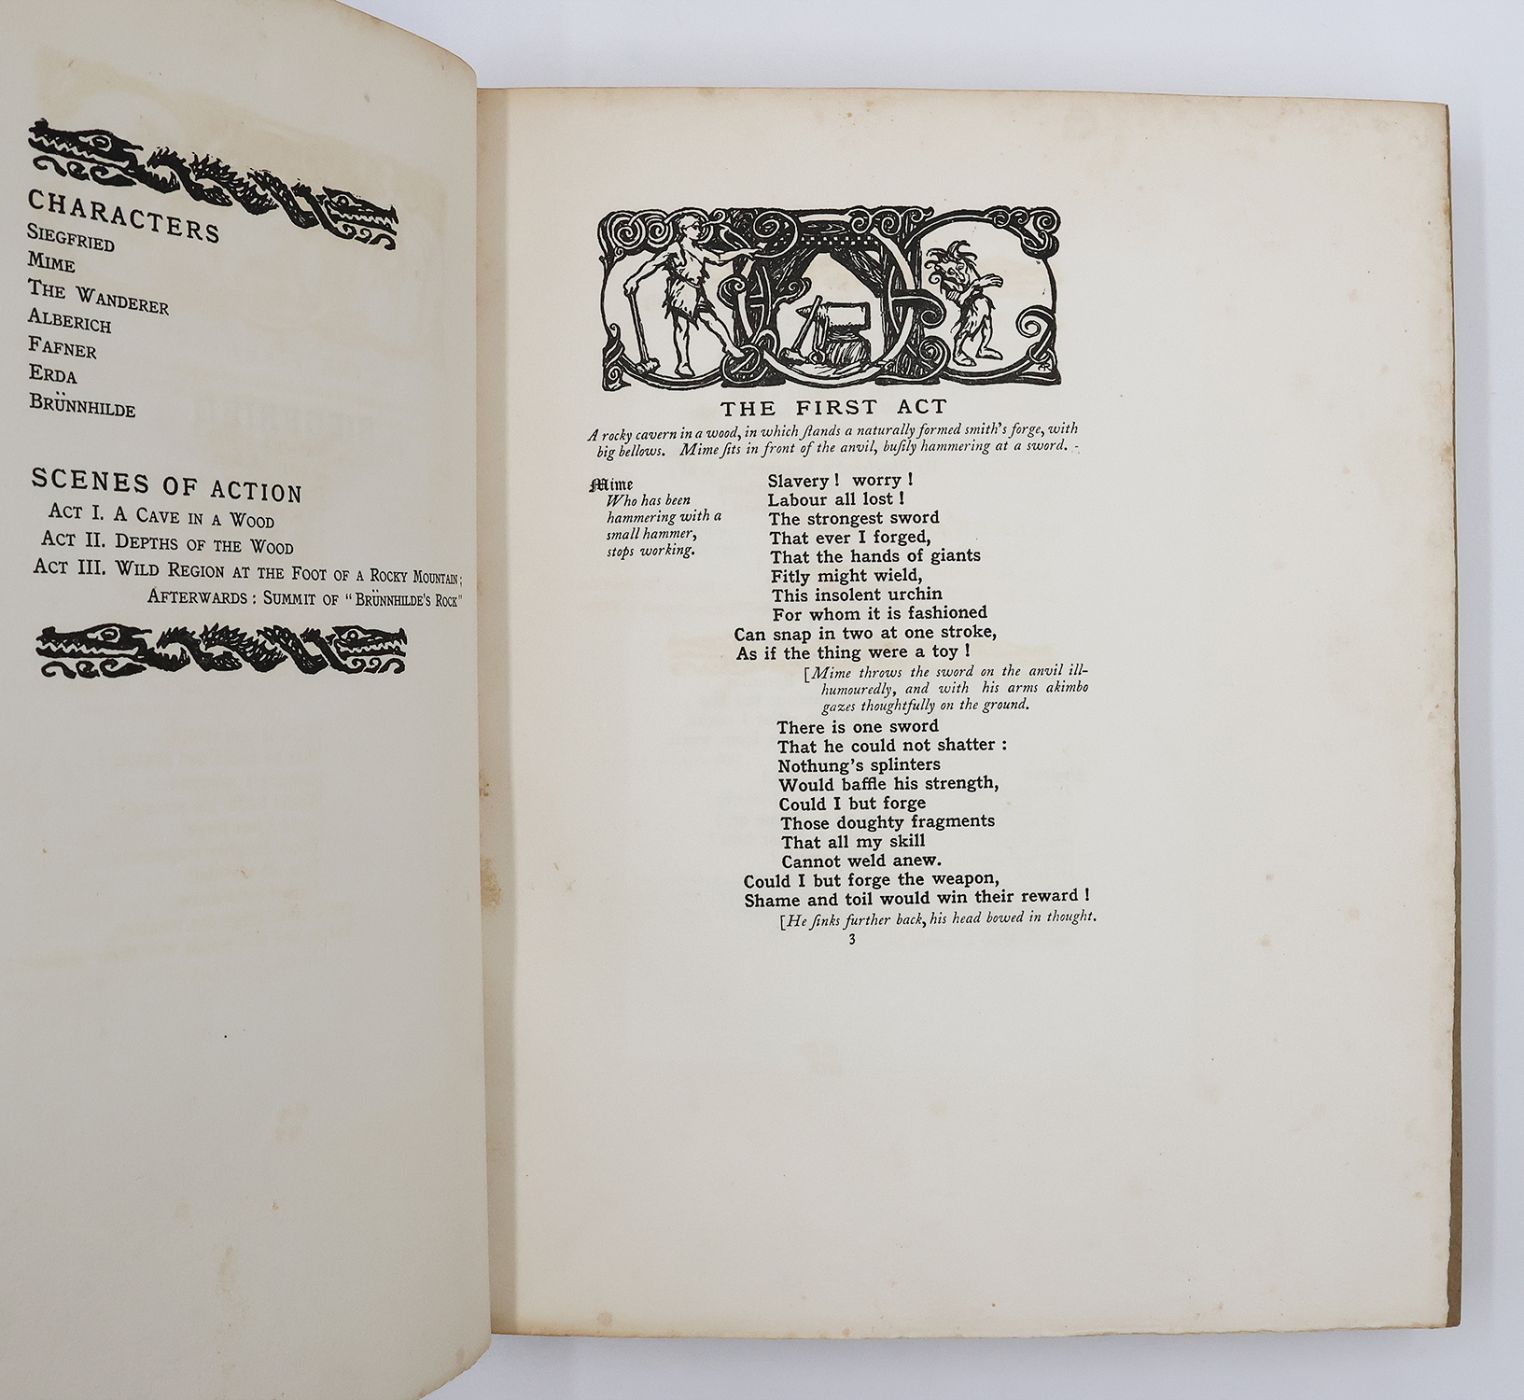 CHARACTERS
SIEGFRIED
MIME
THE WANDERER
ALBERICH
FAFNER
ERDA
BRÜNNHILDE
SCENES OF ACTION
ACT I. A CAVE IN A WOOD
ACT II. DEPTHS OF THE WOOD
ACT III. WILD REGION AT THE FOOT OF A ROCKY MOUNTAIN;
AFTERWARDS: SUMMIT OF "BRÜNNHILDE'S ROCK"
THE FIRST ACT
A rocky cavern in a wood, in which ſtands a naturally formed smith's forge, with
big bellows. Mime ſits in front of the anvil, buſily hammering at a sword.
Mime
Who has been
hammering with a
small hammer,
stops working.
Slavery! worry!
Labour all lost!
The strongest sword
That ever I forged,
That the hands of giants
Fitly might wield,
This insolent urchin
For whom it is fashioned
Can snap in two at one stroke,
As if the thing were a toy!
[Mime throws the sword on the anvil ill-
humouredly, and with his arms akimbo
gazes thoughtfully on the ground.
There is one sword
That he could not shatter:
Nothung's splinters
Would baffle his strength,
Could I but forge
Those doughty fragments
That all my skill
Cannot weld anew.
Could I but forge the weapon,
Shame and toil would win their reward!
[He ſinks further back, his head bowed in thought.
3